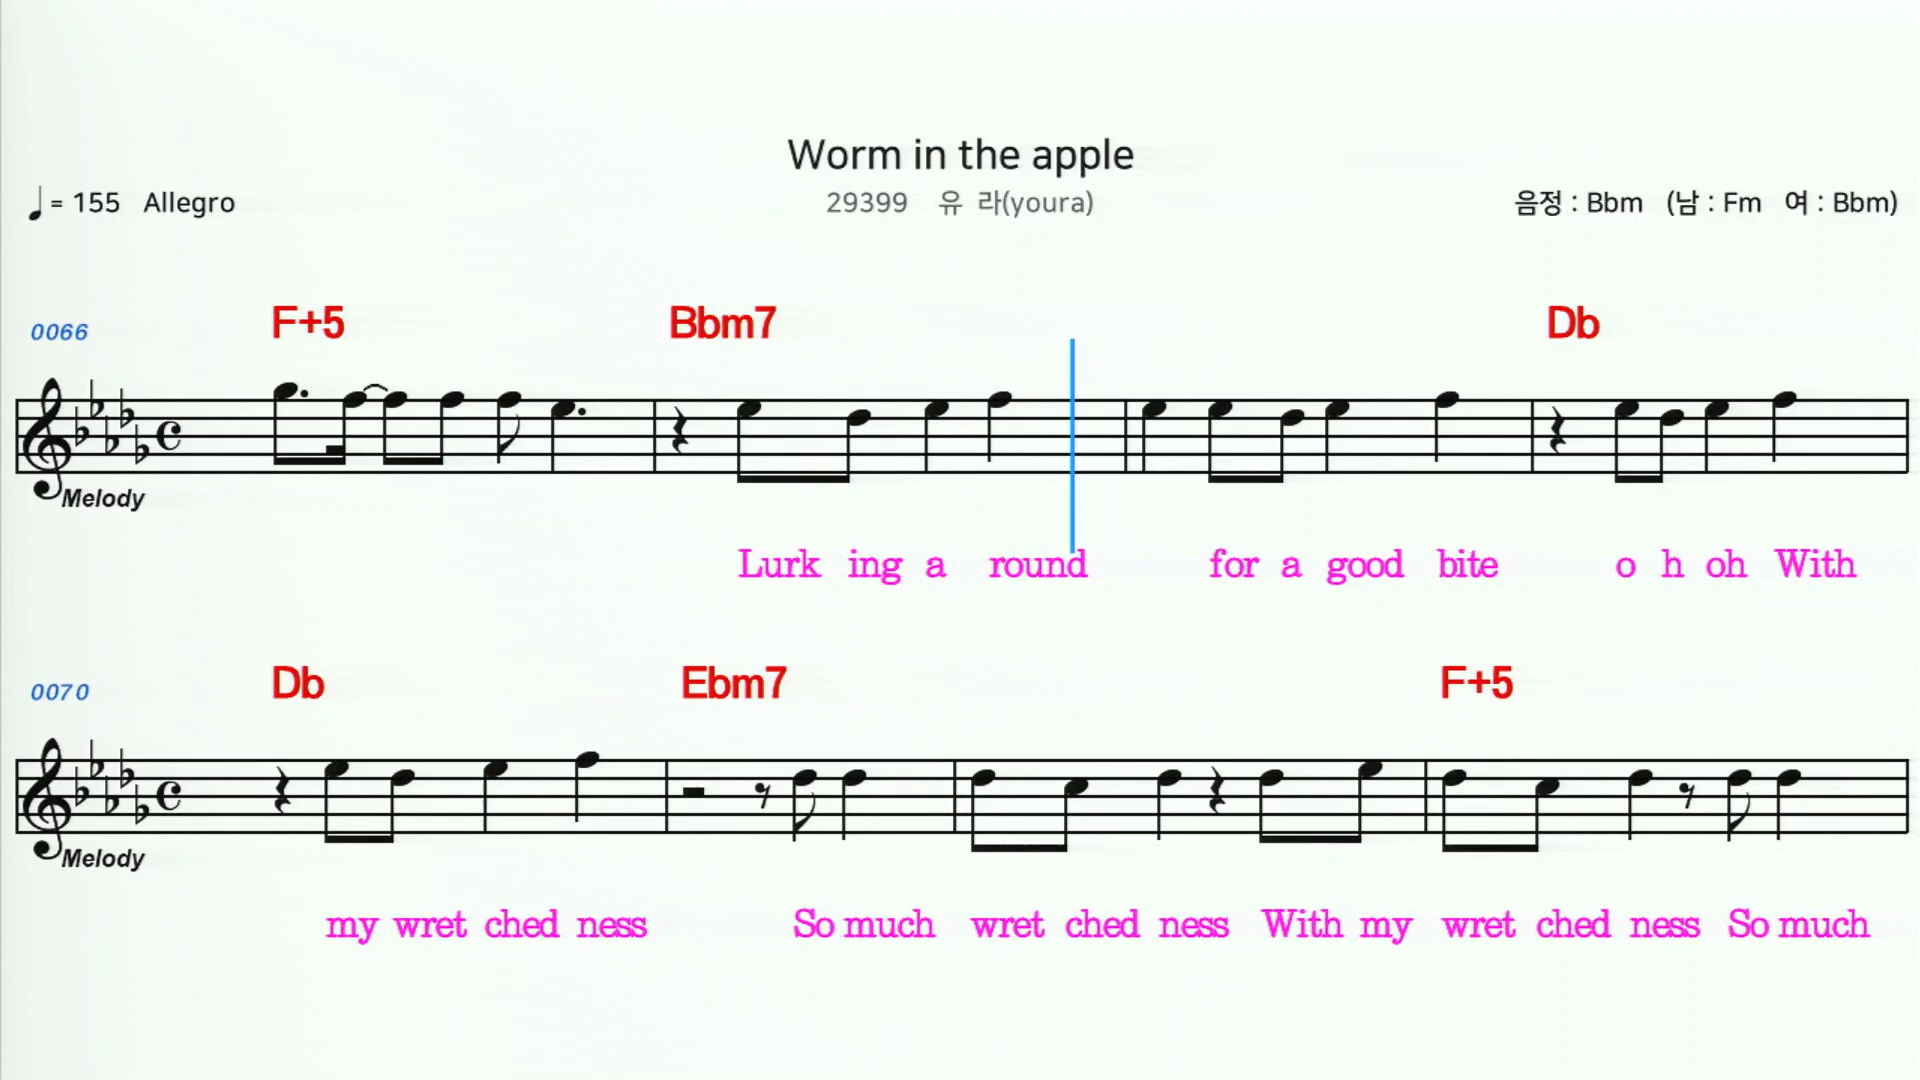 Worm in the apple
♩ = 155 Allegro 29399 유 라(youra) 음정 : Bbm (남 : Fm 여 : Bbm)
0066 F+5 Bbm7 Db
Melody
Lurk ing a round for a good bite o h oh With
0070 Db Ebm7 F+5
Melody
my wret ched ness So much wret ched ness With my wret ched ness So much